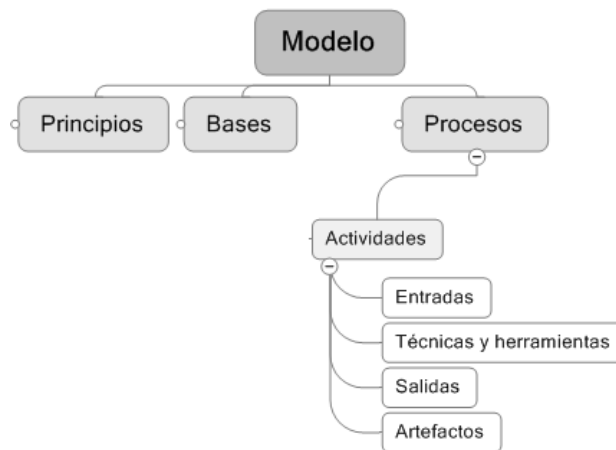 Modelo
Principios
Bases
Procesos
Actividades
Entradas
Técnicas y herramientas
Salidas
Artefactos